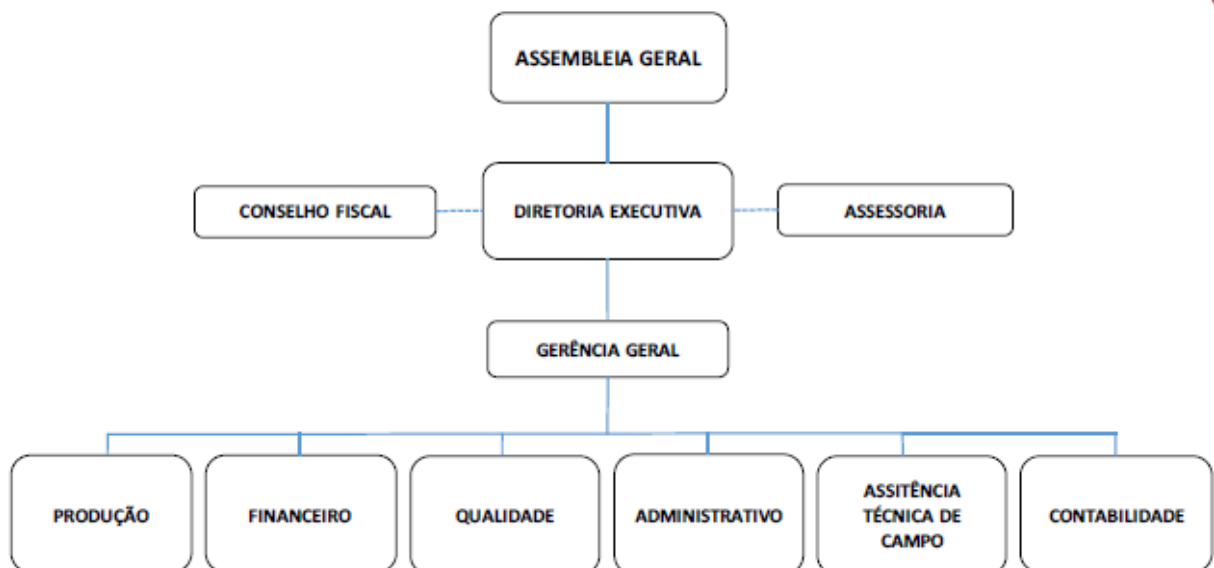 ASSEMBLEIA GERAL
CONSELHO FISCAL
DIRETORIA EXECUTIVA
ASSESSORIA
GERÊNCIA GERAL
PRODUÇÃO
FINANCEIRO
QUALIDADE
ADMINISTRATIVO
ASSITÊNCIA
TÉCNICA DE
CAMPO
CONTABILIDADE